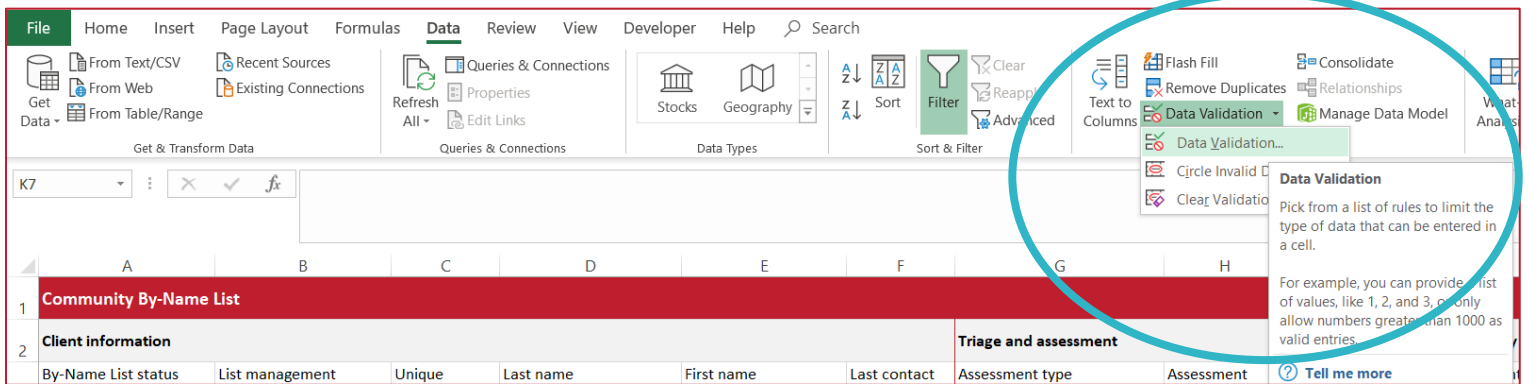 File Home Insert Page Layout Formulas Data Review View Developer Help Search
From Text/CSV
From Web
From Table/Range
Get
Data
Recent Sources
Existing Connections
Get & Transform Data
Refresh
All
Queries & Connections
Properties
Edit Links
Queries & Connections
Stocks
Geography
Data Types
Sort
Filter
Clear
Reapply
Advanced
Sort & Filter
Text to
Columns
Flash Fill
Remove Duplicates
Data Validation
Consolidate
Relationships
Manage Data Model
What-
Analysi
Data Validation...
Circle Invalid D
Clear Validatio
Data Validation
Pick from a list of rules to limit the
type of data that can be entered in
a cell.
For example, you can provide a list
of values, like 1, 2, and 3, or only
allow numbers greater than 1000 as
valid entries.
Tell me more
K7 fx
A B C D E F G H
1 Community By-Name List
2 Client information Triage and assessment
By-Name List status List management Unique Last name First name Last contact Assessment type Assessment